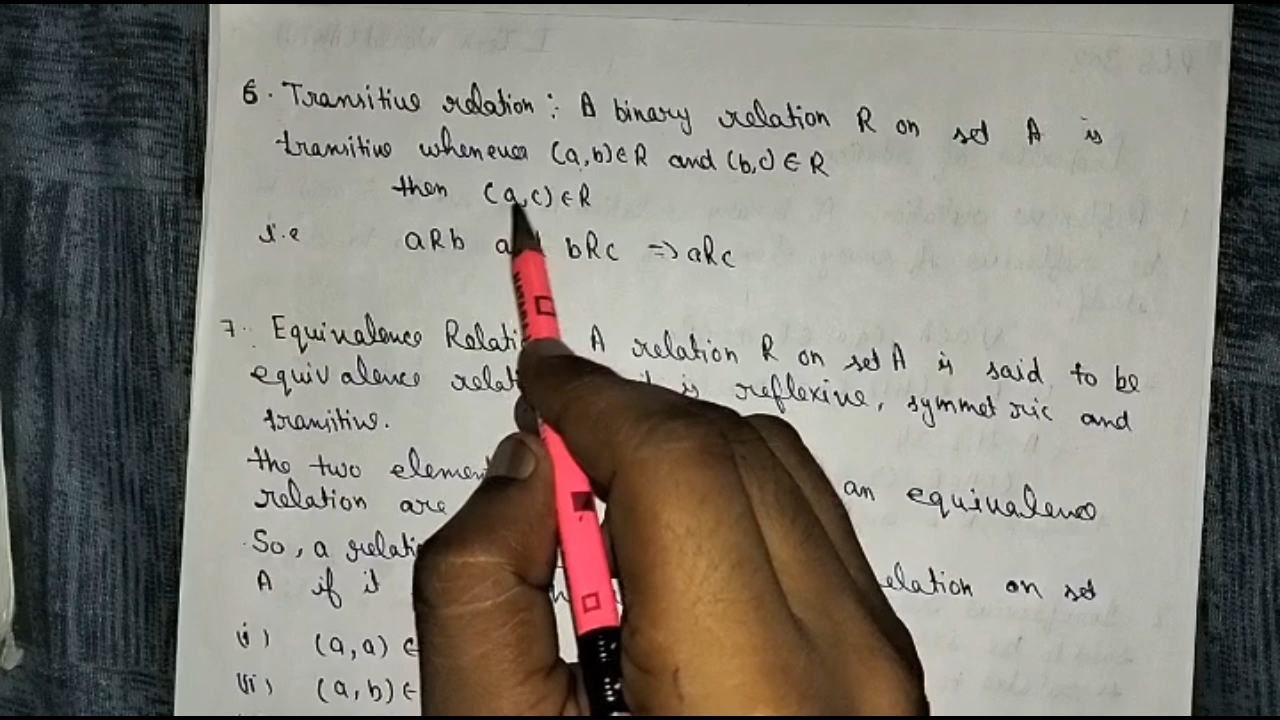 6. Transitive relation : A binary relation R on set A is
transitive whenever (a,b)∈R and (b,c)∈R
then (a,c)∈R
i.e aRb bRc => aRc
7. Equivalence A relation R on set A is said to be
equivalence it is reflexive, symmetric and
transitive.
the two an equivalence
relation are
So, a
A if it on set
(i) (a,a) ∈
(ii) (a,b) ∈